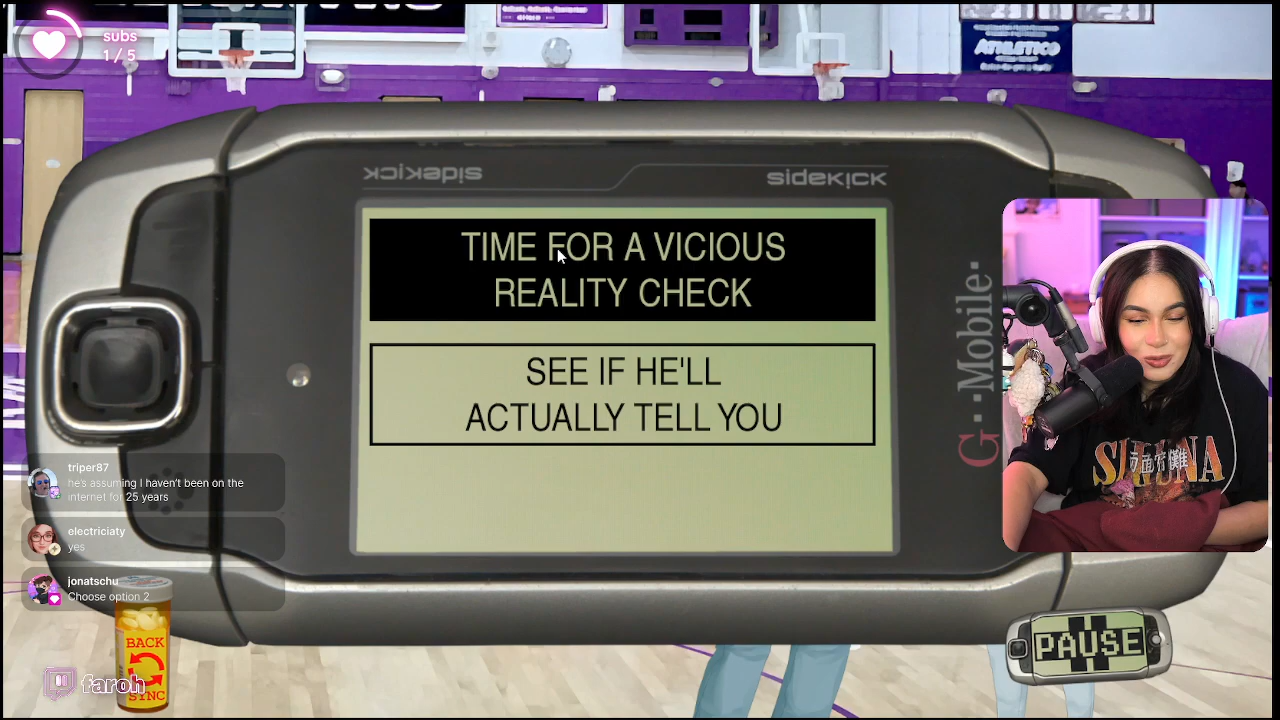 subs
1 / 5
ATHLETICO
sidekick
sidekick
TIME FOR A VICIOUS
REALITY CHECK
SEE IF HE'LL
ACTUALLY TELL YOU
T··Mobile·
triper87
he's assuming I haven't been on the
internet for 25 years
electriciaty
yes
jonatschu
Choose option 2
BACK
SYNC
faroh
PAUSE